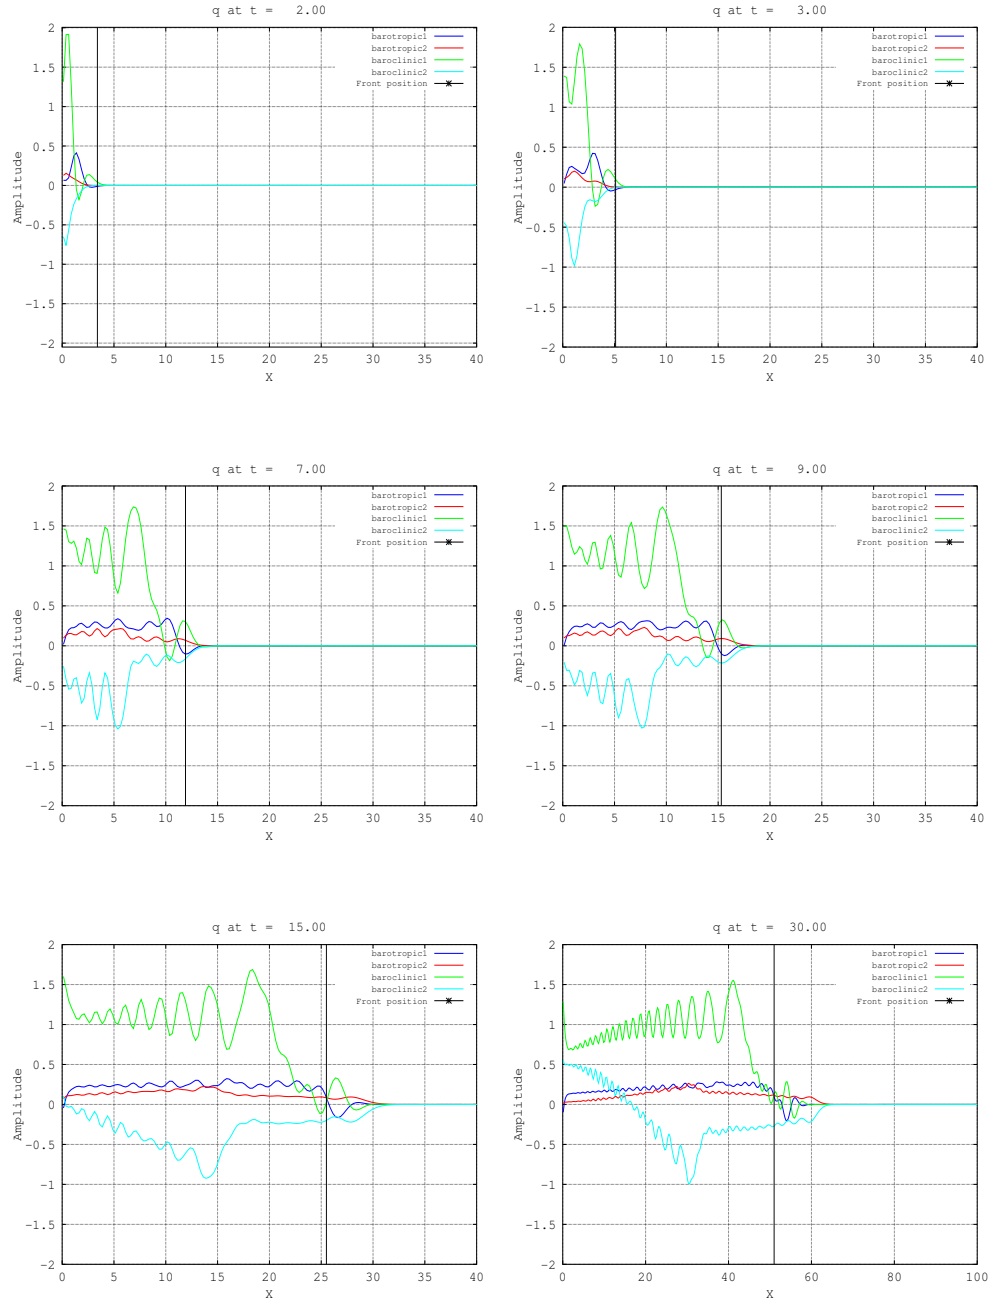 q at t =   2.00
barotropic1
barotropic2
baroclinic1
baroclinic2
Front position
Amplitude
2
1.5
1
0.5
0
-0.5
-1
-1.5
-2
0 5 10 15 20 25 30 35 40
X
q at t =   3.00
barotropic1
barotropic2
baroclinic1
baroclinic2
Front position
Amplitude
2
1.5
1
0.5
0
-0.5
-1
-1.5
-2
0 5 10 15 20 25 30 35 40
X
q at t =   7.00
barotropic1
barotropic2
baroclinic1
baroclinic2
Front position
Amplitude
2
1.5
1
0.5
0
-0.5
-1
-1.5
-2
0 5 10 15 20 25 30 35 40
X
q at t =   9.00
barotropic1
barotropic2
baroclinic1
baroclinic2
Front position
Amplitude
2
1.5
1
0.5
0
-0.5
-1
-1.5
-2
0 5 10 15 20 25 30 35 40
X
q at t =  15.00
barotropic1
barotropic2
baroclinic1
baroclinic2
Front position
Amplitude
2
1.5
1
0.5
0
-0.5
-1
-1.5
-2
0 5 10 15 20 25 30 35 40
X
q at t =  30.00
barotropic1
barotropic2
baroclinic1
baroclinic2
Front position
Amplitude
2
1.5
1
0.5
0
-0.5
-1
-1.5
-2
0 20 40 60 80 100
X